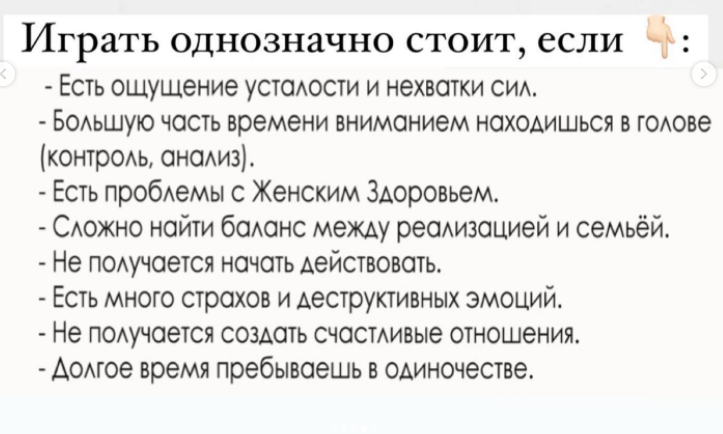 Играть однозначно стоит, если 👇🏻:
- Есть ощущение усталости и нехватки сил.
- Большую часть времени вниманием находишься в голове
(контроль, анализ).
- Есть проблемы с Женским Здоровьем.
- Сложно найти баланс между реализацией и семьёй.
- Не получается начать действовать.
- Есть много страхов и деструктивных эмоций.
- Не получается создать счастливые отношения.
- Долгое время пребываешь в одиночестве.